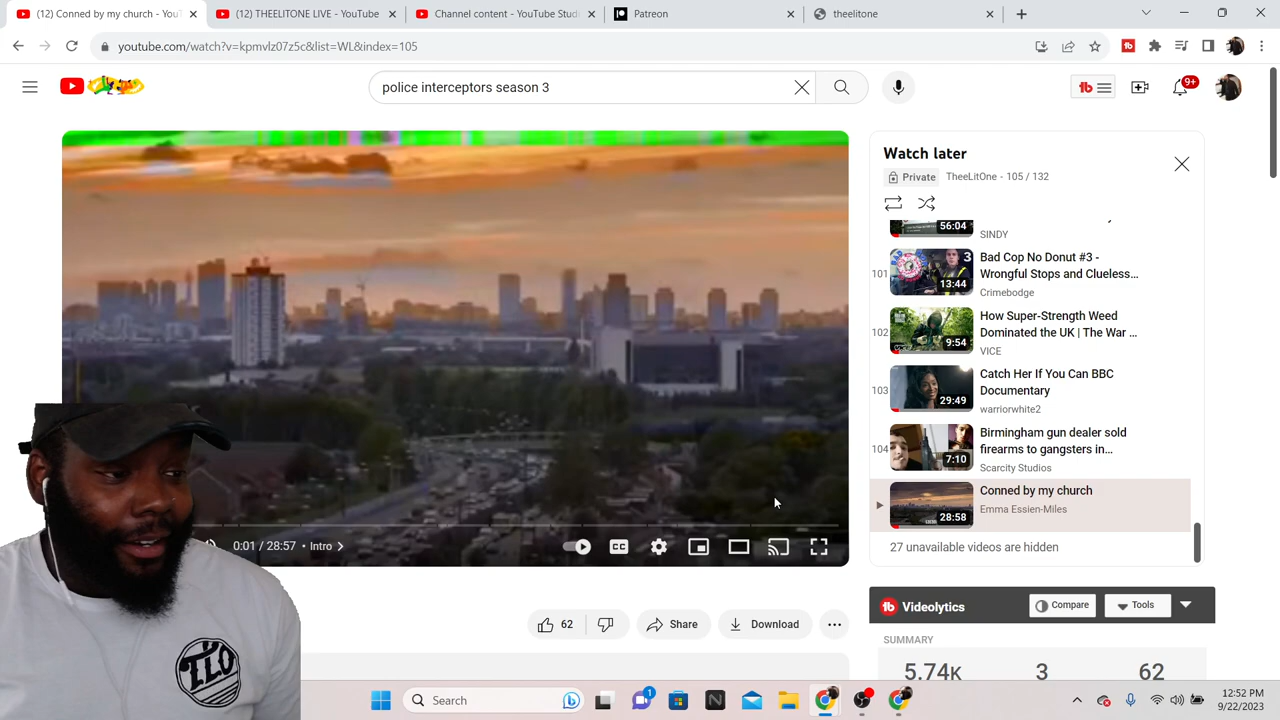 (12) Conned by my church - YouT
(12) THEELITONE LIVE - YouTube
Channel content - YouTube Stud
Patreon
theelitone
youtube.com/watch?v=kpmvlz07z5c&list=WL&index=105
police interceptors season
9+
Watch later
Private
TheeLitOne - 105 / 132
56:04
SINDY
101
Bad Cop No Donut #3 -
Wrongful Stops and Clueless...
13:44
Crimebodge
102
How Super-Strength Weed
Dominated the UK | The War ...
9:54
VICE
103
Catch Her If You Can BBC
Documentary
29:49
warriorwhite2
104
Birmingham gun dealer sold
firearms to gangsters in...
7:10
Scarcity Studios
Conned by my church
Emma Essien-Miles
28:58
27 unavailable videos are hidden
0:01 / 28:57 • Intro
CC
62
Share
Download
Videolytics
Compare
Tools
SUMMARY
5.74K
3
62
TLO
Search
1
12:52 PM
9/22/2023